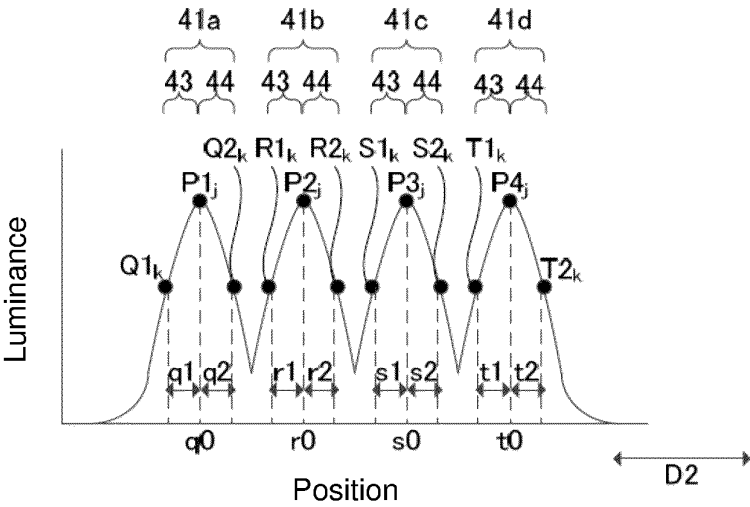 41a 41b 41c 41d
43 44 43 44 43 44 43 44
Q2k R1k R2k S1k S2k T1k
P1j P2j P3j P4j
Q1k T2k
Luminance
q1 q2 r1 r2 s1 s2 t1 t2
q0 r0 s0 t0
D2
Position